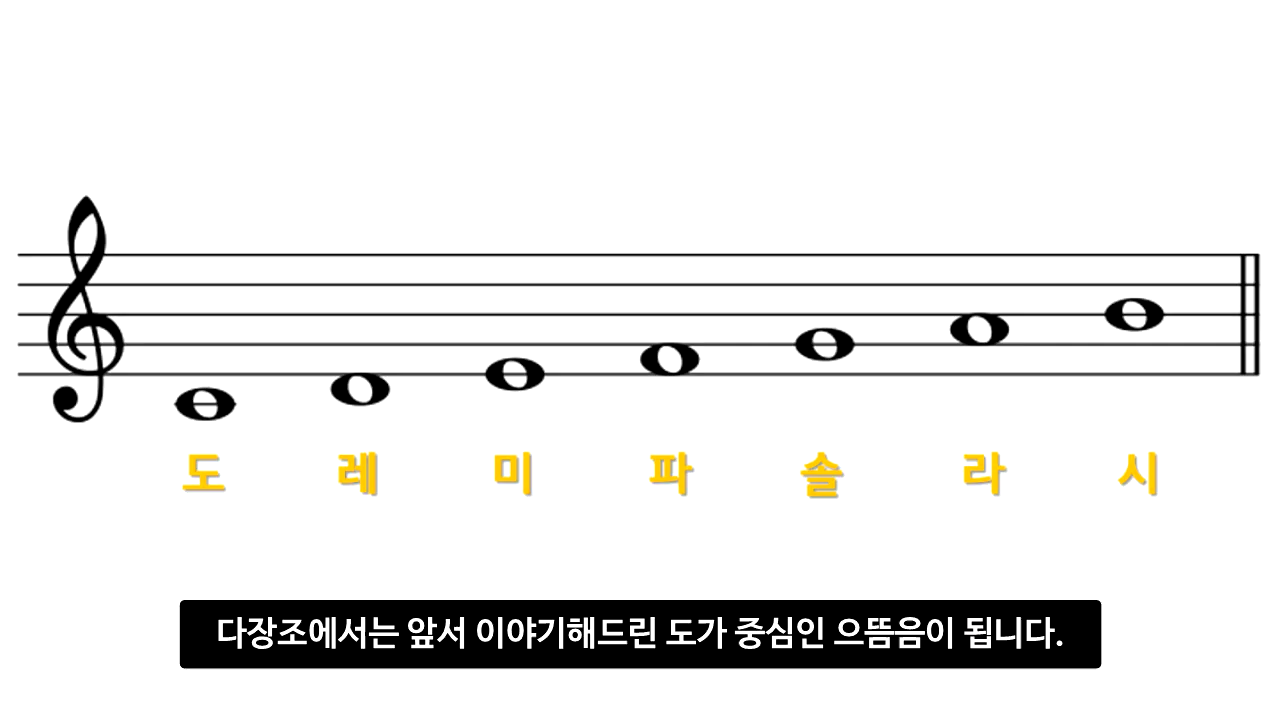 도 레 미 파 솔 라 시
다장조에서는 앞서 이야기해드린 도가 중심인 으뜸음이 됩니다.